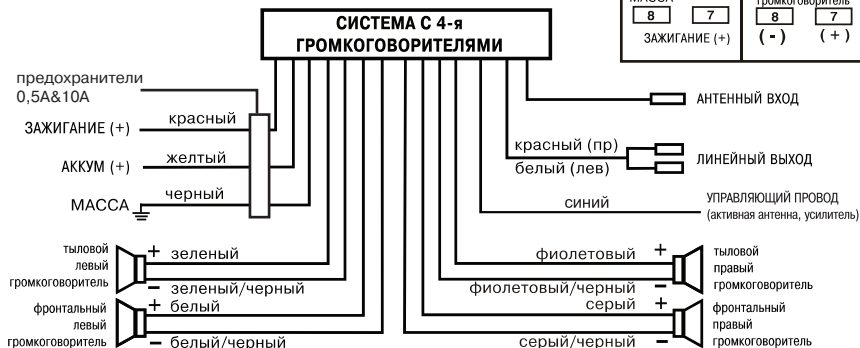 СИСТЕМА С 4-я
ГРОМКОГОВОРИТЕЛЯМИ
МАССА
8 7
ЗАЖИГАНИЕ (+)
громкоговоритель
8 7
(-) (+)
предохранители
0,5А&10А
ЗАЖИГАНИЕ (+)
красный
АККУМ (+)
желтый
МАССА
черный
АНТЕННЫЙ ВХОД
красный (пр)
белый (лев)
ЛИНЕЙНЫЙ ВЫХОД
синий
УПРАВЛЯЮЩИЙ ПРОВОД
(активная антенна, усилитель)
тыловой
левый
громкоговоритель
+ зеленый
– зеленый/черный
фронтальный
левый
громкоговоритель
+ белый
– белый/черный
фиолетовый +
фиолетовый/черный –
тыловой
правый
громкоговоритель
серый +
серый/черный –
фронтальный
правый
громкоговоритель